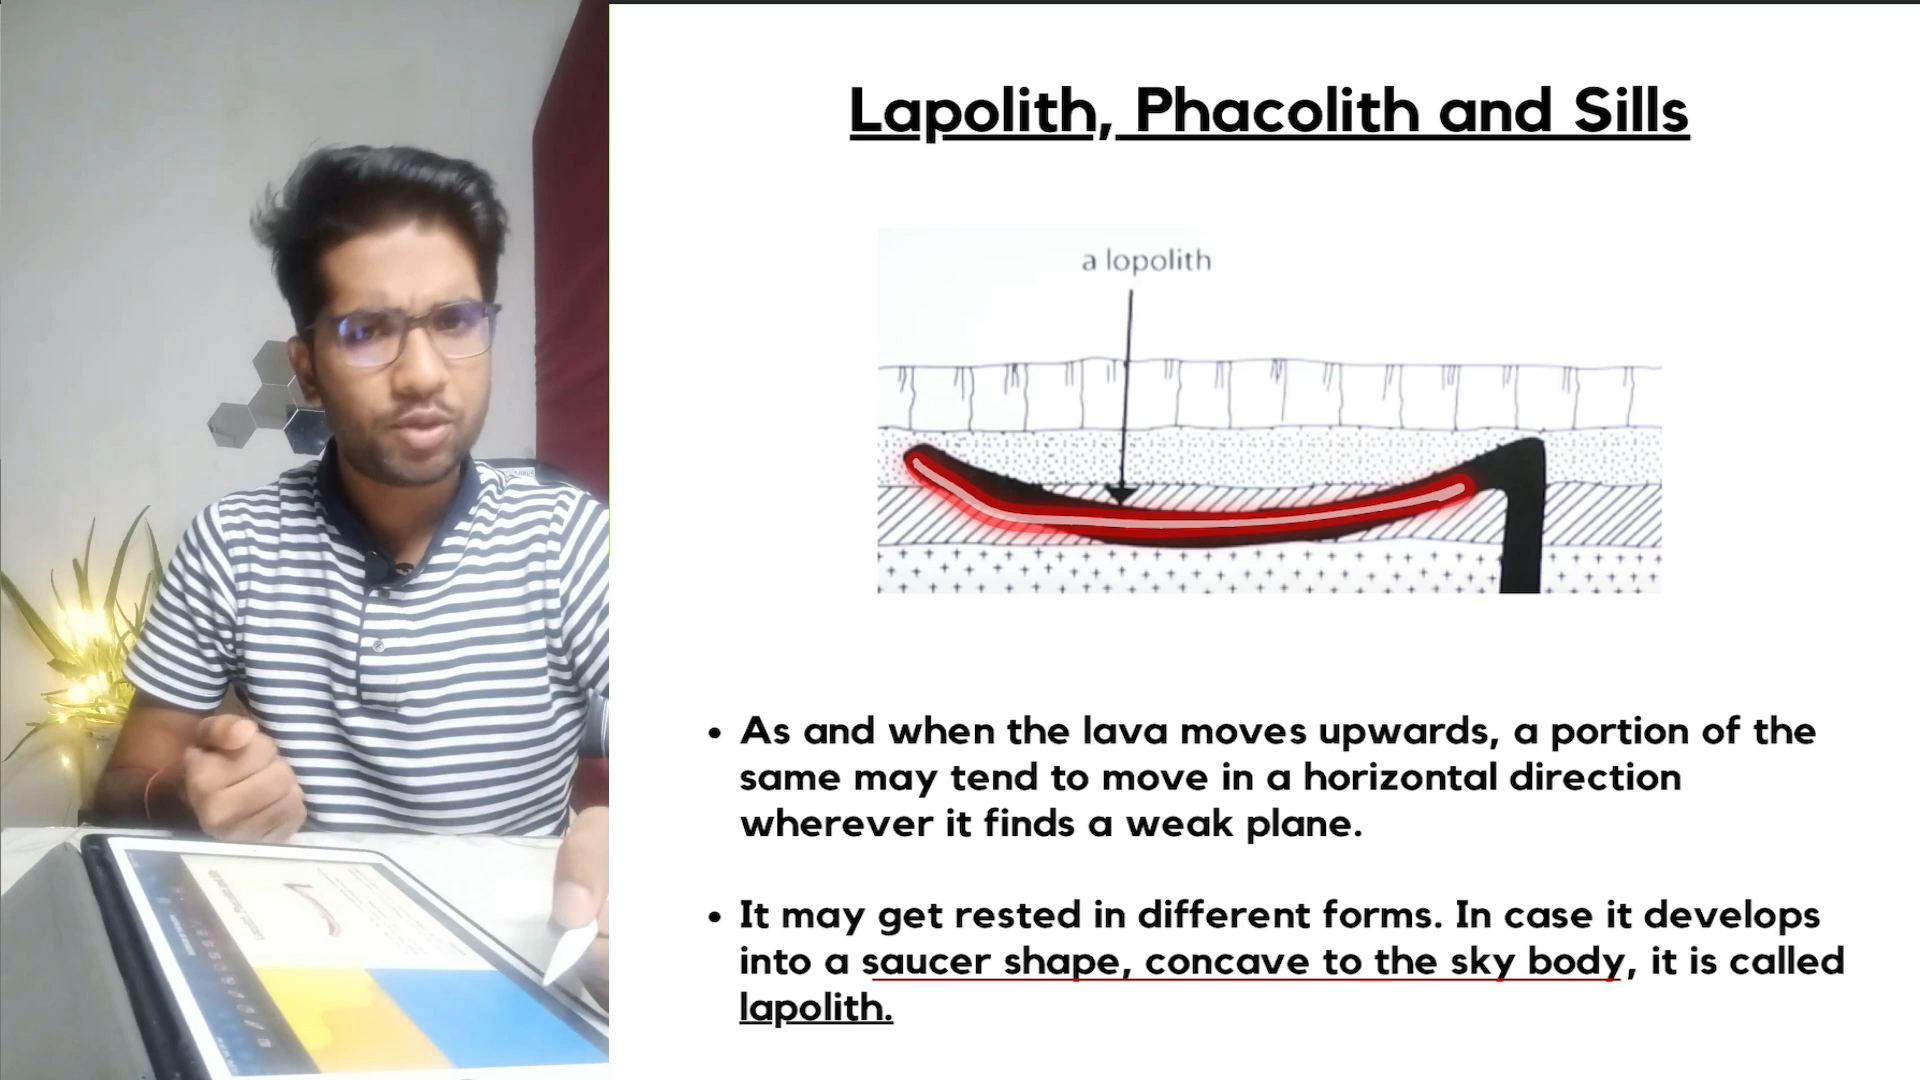 Lapolith, Phacolith and Sills
a lopolith
• As and when the lava moves upwards, a portion of the
same may tend to move in a horizontal direction
wherever it finds a weak plane.
• It may get rested in different forms. In case it develops
into a saucer shape, concave to the sky body, it is called
lapolith.